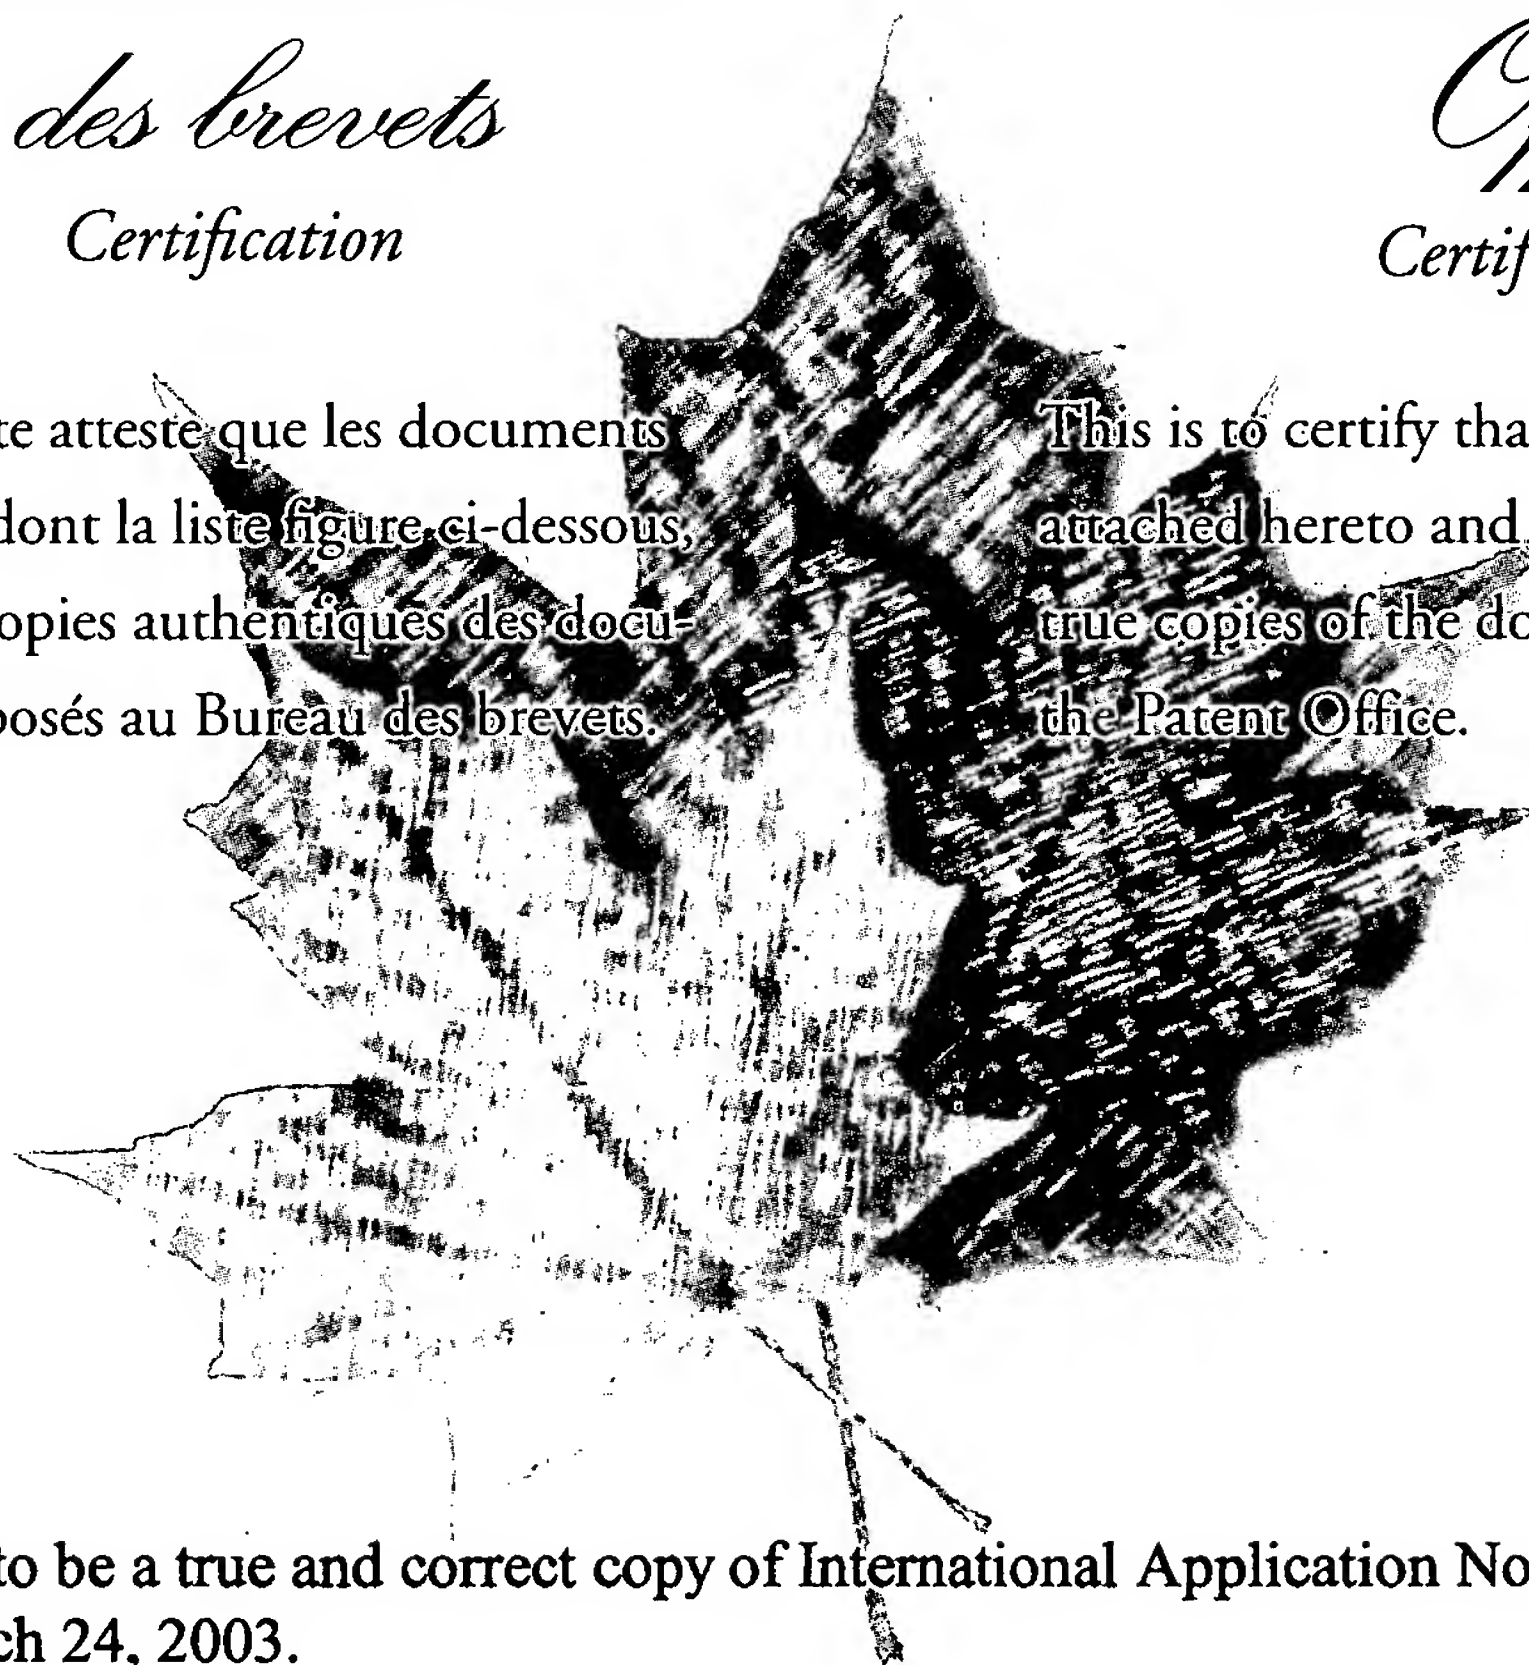 des brevets
Certification
te atteste que les documents
dont la liste figure ci-dessous,
opies authentiques des docu-
posés au Bureau des brevets.
Certif
This is to certify tha
attached hereto and
true copies of the do
the Patent Office.
to be a true and correct copy of International Application No
ch 24, 2003.